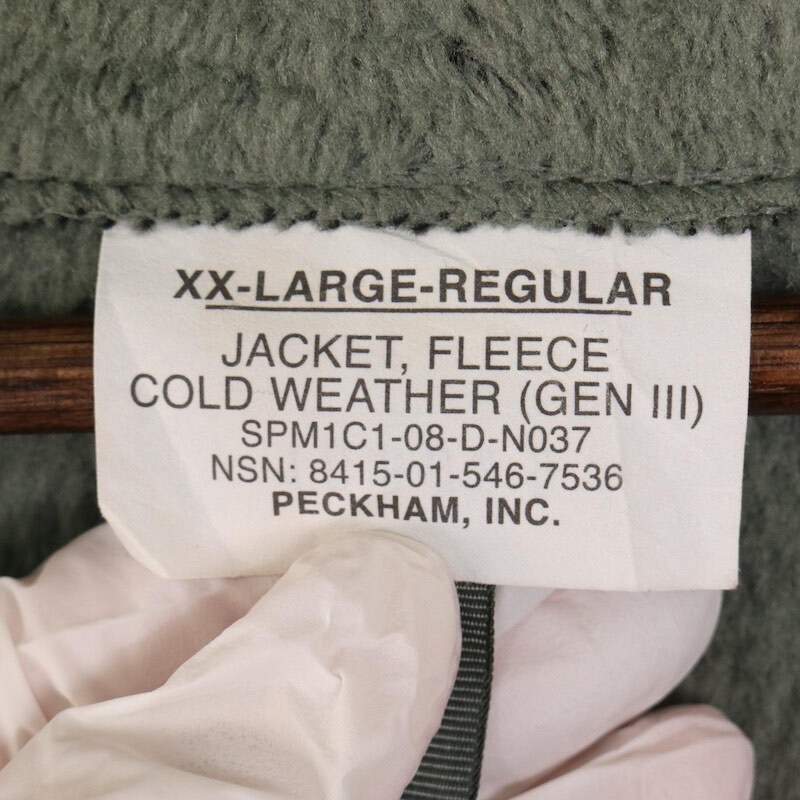 XX-LARGE-REGULAR
JACKET, FLEECE
COLD WEATHER (GEN III)
SPM1C1-08-D-N037
NSN: 8415-01-546-7536
PECKHAM, INC.